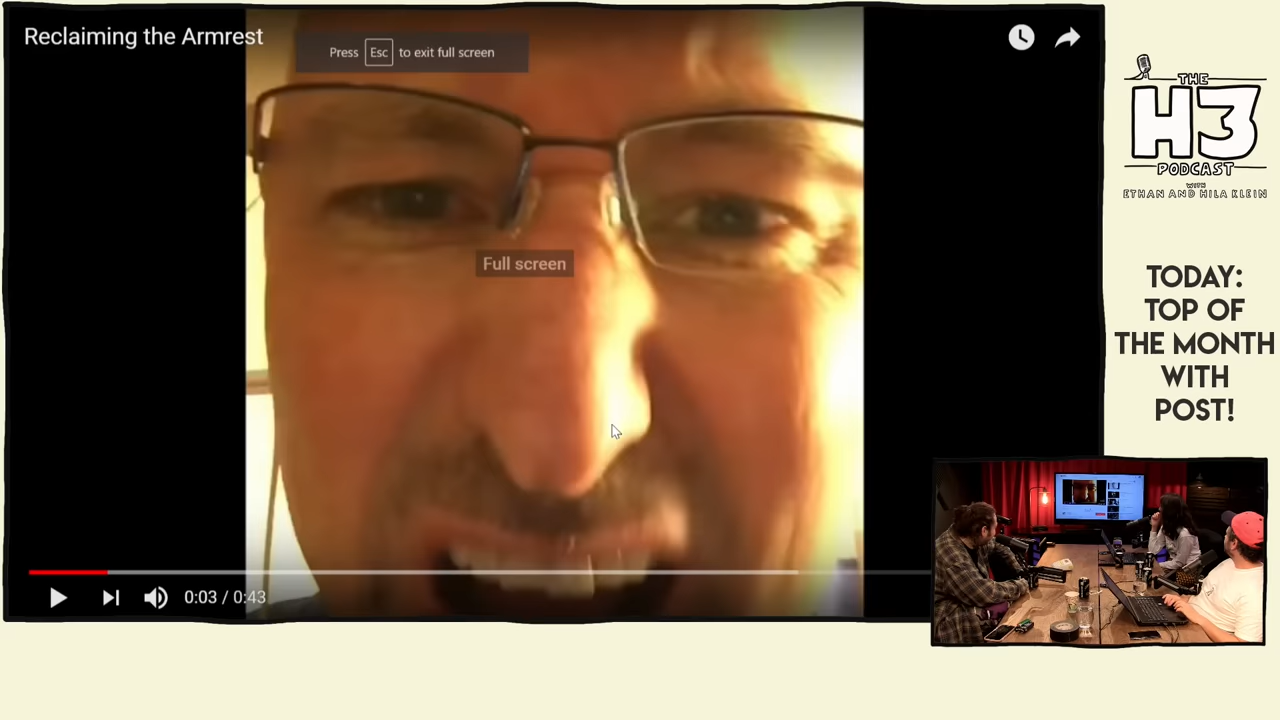 Reclaiming the Armrest
Press Esc to exit full screen
Full screen
0:03 / 0:43
THE
H3
PODCAST
WITH
ETHAN AND HILA KLEIN
TODAY:
TOP OF
THE MONTH
WITH
POST!